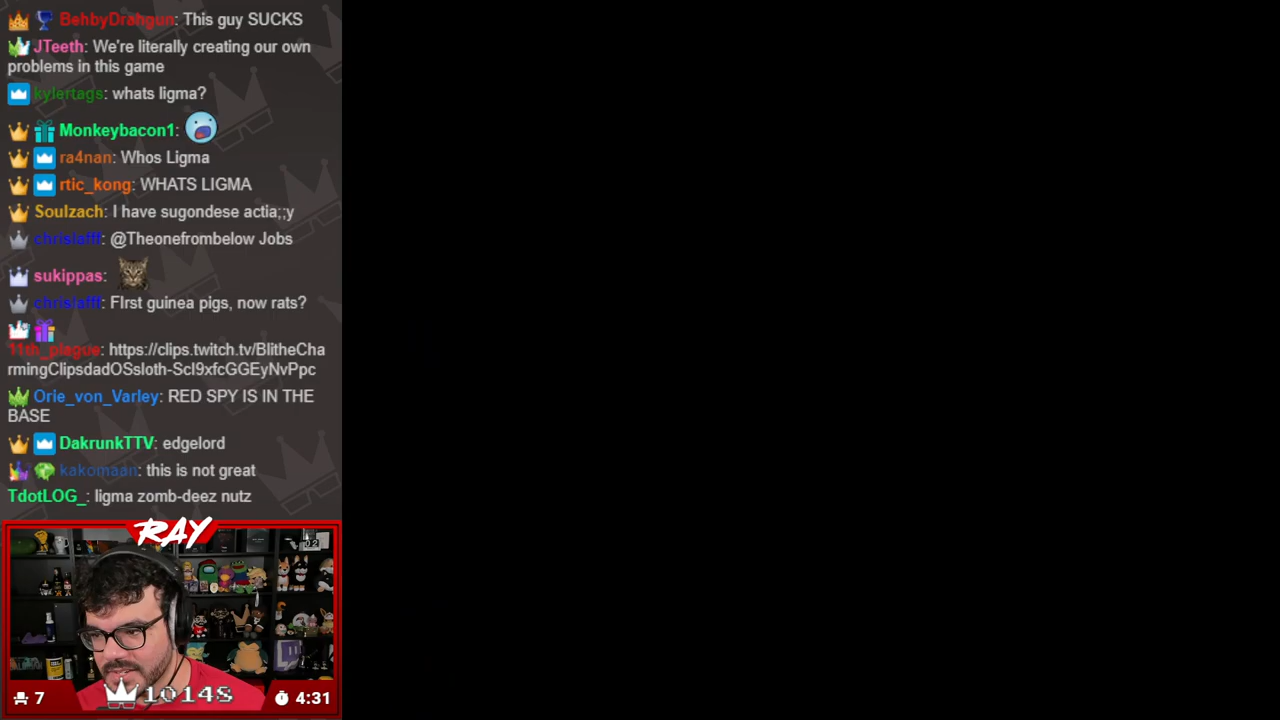 BehbyDrahgun: This guy SUCKS
JTeeth: We're literally creating our own
problems in this game
kylertags: whats ligma?
Monkeybacon1:
ra4nan: Whos Ligma
rtic_kong: WHATS LIGMA
Soulzach: I have sugondese actia;;y
chrislafff: @Theonefrombelow Jobs
sukippas:
chrislafff: FIrst guinea pigs, now rats?
11th_plague: https://clips.twitch.tv/BlitheCha
rmingClipsdadOSsloth-ScI9xfcGGEyNvPpc
Orie_von_Varley: RED SPY IS IN THE
BASE
DakrunkTTV: edgelord
kakomaan: this is not great
TdotLOG_: ligma zomb-deez nutz
RAY
7
10148
4:31